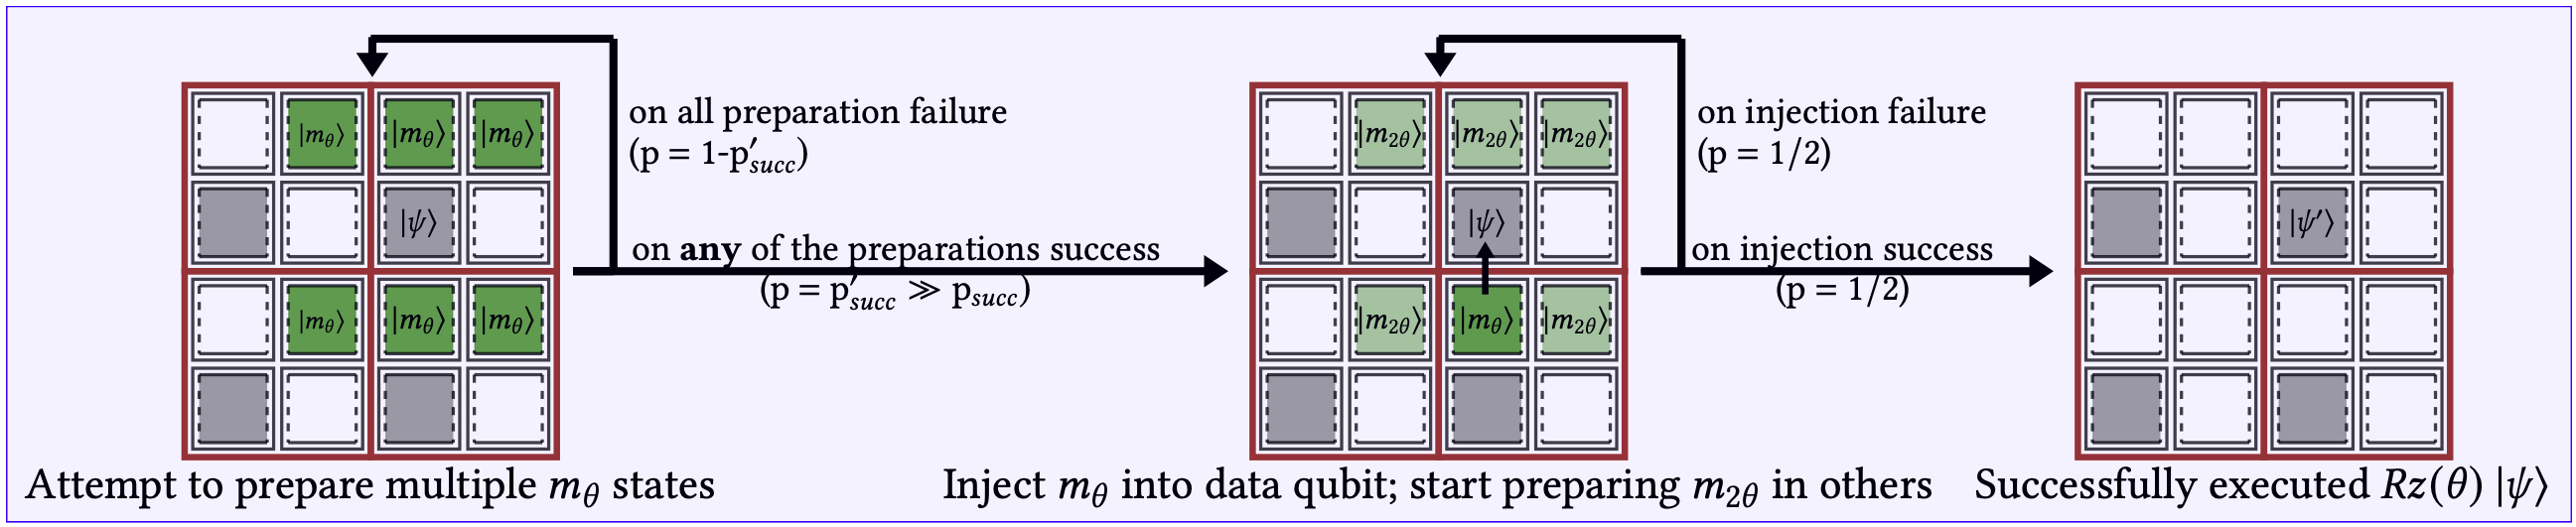 |m_θ⟩ |m_θ⟩ |m_θ⟩
|ψ⟩
|m_θ⟩ |m_θ⟩ |m_θ⟩
Attempt to prepare multiple m_θ states
on all preparation failure
(p = 1-p′_succ)
on any of the preparations success
(p = p′_succ ≫ p_succ)
|m_2θ⟩ |m_2θ⟩ |m_2θ⟩
|ψ⟩
|m_2θ⟩ |m_θ⟩ |m_2θ⟩
Inject m_θ into data qubit; start preparing m_2θ in others
on injection failure
(p = 1/2)
on injection success
(p = 1/2)
|ψ′⟩
Successfully executed Rz(θ) |ψ⟩